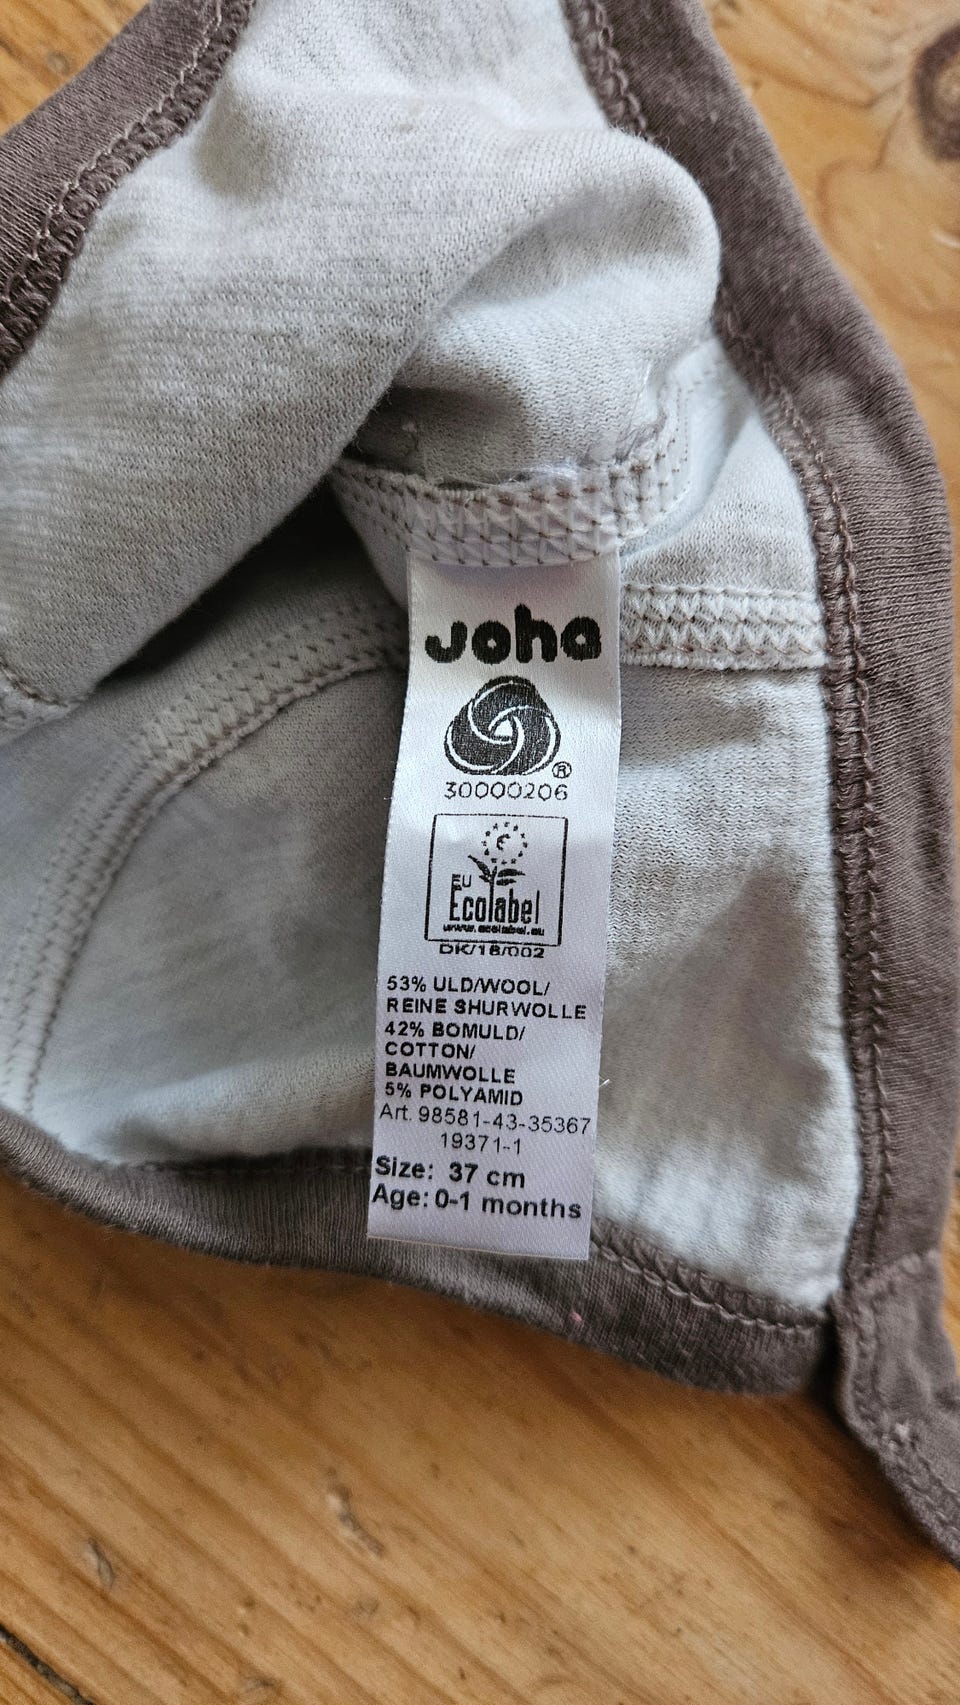 Joha
®
30000206
€
EU
Ecolabel
www.ecolabel.eu
DK/16/002
53% ULD/WOOL/
REINE SHURWOLLE
42% BOMULD/
COTTON/
BAUMWOLLE
5% POLYAMID
Art. 98581-43-35367
19371-1
Size: 37 cm
Age: 0-1 months